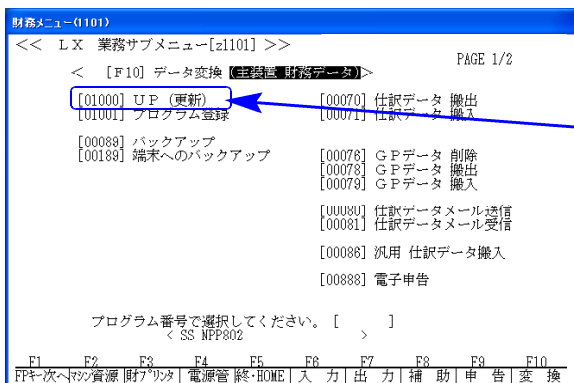 財務メニュー(1101)
<< LX 業務サブメニュー[z1101] >>
PAGE 1/2
< [F10] データ変換 (主装置 財務データ)>
[01000] UP (更新)
[00070] 仕訳データ 搬出
[01001] プログラム登録
[00071] 仕訳データ 搬入
[00089] バックアップ
[00189] 端末へのバックアップ
[00076] GPデータ 削除
[00078] GPデータ 搬出
[00079] GPデータ 搬入
[00080] 仕訳データメール送信
[00081] 仕訳データメール受信
[00086] 汎用 仕訳データ搬入
[00888] 電子申告
プログラム番号で選択してください。 [ ]
< SS NPP802 >
F1 F2 F3 F4 F5 F6 F7 F8 F9 F10
FPキー次へ マシン資源 財プリンタ 電源管 終・HOME 入 力 出 力 補 助 申 告 変 換